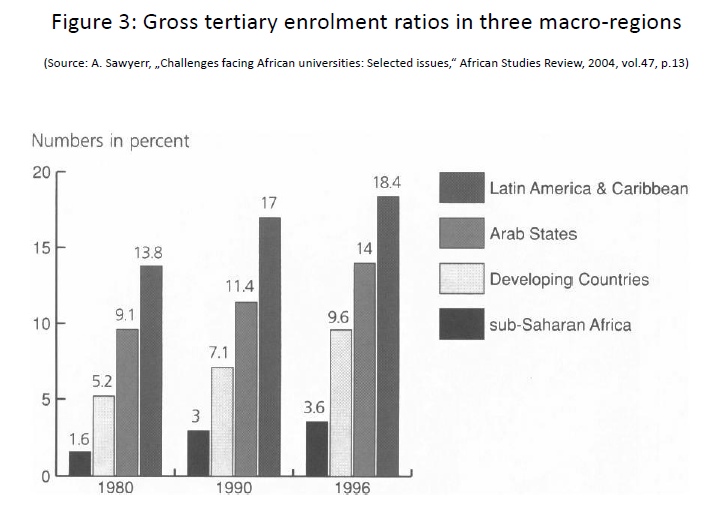 Figure 3: Gross tertiary enrolment ratios in three macro-regions
(Source: A. Sawyerr, „Challenges facing African universities: Selected issues,“ African Studies Review, 2004, vol.47, p.13)
Numbers in percent
20
15
10
5
0
1.6
5.2
9.1
13.8
3
7.1
11.4
17
3.6
9.6
14
18.4
1980
1990
1996
Latin America & Caribbean
Arab States
Developing Countries
sub-Saharan Africa